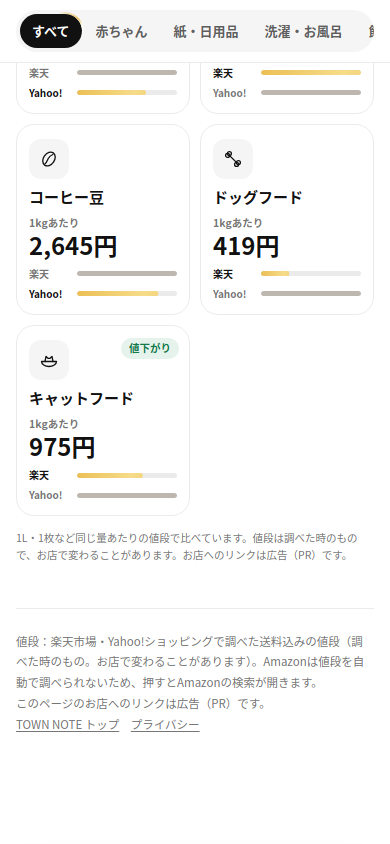 すべて
赤ちゃん
紙・日用品
洗濯・お風呂
楽天
Yahoo!
楽天
Yahoo!
コーヒー豆
1kgあたり
2,645円
楽天
Yahoo!
ドッグフード
1kgあたり
419円
楽天
Yahoo!
値下がり
キャットフード
1kgあたり
975円
楽天
Yahoo!
1L・1枚など同じ量あたりの値段で比べています。値段は調べた時のもの
で、お店で変わることがあります。お店へのリンクは広告（PR）です。
値段：楽天市場・Yahoo!ショッピングで調べた送料込みの値段（調
べた時のもの。お店で変わることがあります）。Amazonは値段を自
動で調べられないため、押すとAmazonの検索が開きます。
このページのお店へのリンクは広告（PR）です。
TOWN NOTE トップ プライバシー